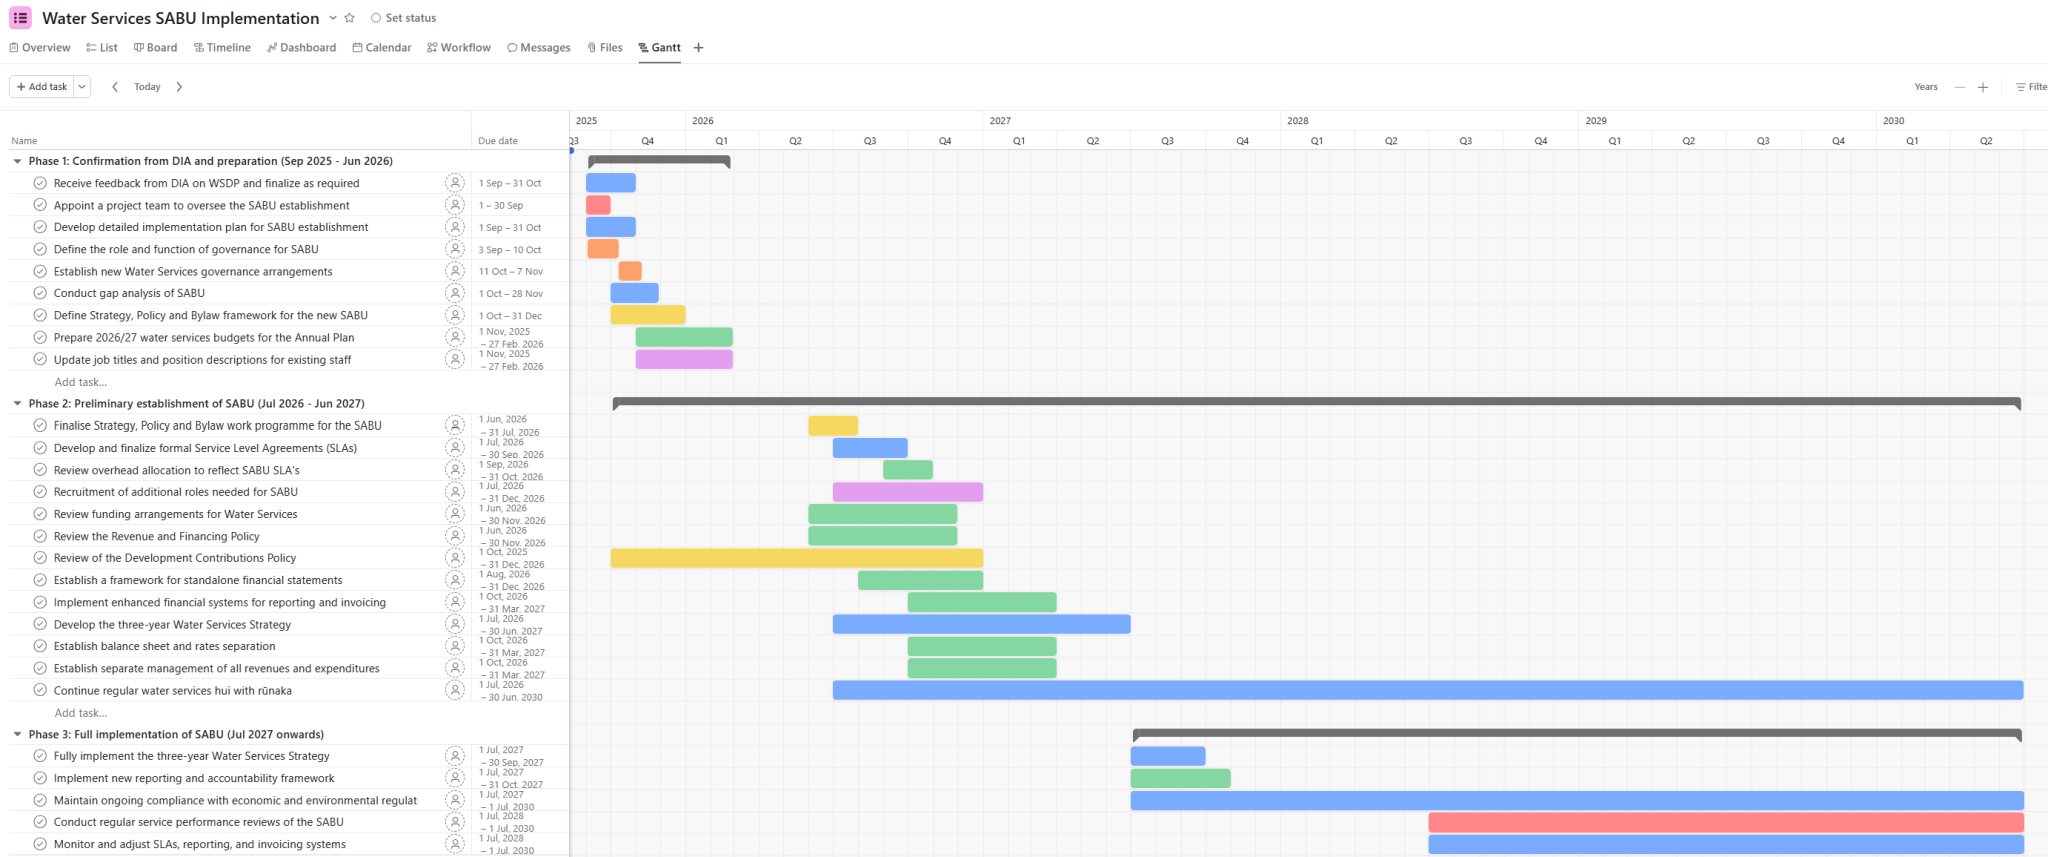 Water Services SABU Implementation
Set status
Overview List Board Timeline Dashboard Calendar Workflow Messages Files Gantt
Add task Today Years Filte
2025 2026 2027 2028 2029 2030
Name Due date Q3 Q4 Q1 Q2 Q3 Q4 Q1 Q2 Q3 Q4 Q1 Q2 Q3 Q4 Q1 Q2 Q3 Q4 Q1 Q2
Phase 1: Confirmation from DIA and preparation (Sep 2025 - Jun 2026)
Receive feedback from DIA on WSDP and finalize as required 1 Sep – 31 Oct
Appoint a project team to oversee the SABU establishment 1 – 30 Sep
Develop detailed implementation plan for SABU establishment 1 Sep – 31 Oct
Define the role and function of governance for SABU 3 Sep – 10 Oct
Establish new Water Services governance arrangements 11 Oct – 7 Nov
Conduct gap analysis of SABU 1 Oct – 28 Nov
Define Strategy, Policy and Bylaw framework for the new SABU 1 Oct – 31 Dec
Prepare 2026/27 water services budgets for the Annual Plan 1 Nov, 2025 – 27 Feb, 2026
Update job titles and position descriptions for existing staff 1 Nov, 2025 – 27 Feb, 2026
Add task...
Phase 2: Preliminary establishment of SABU (Jul 2026 - Jun 2027)
Finalise Strategy, Policy and Bylaw work programme for the SABU 1 Jun, 2026 – 31 Jul, 2026
Develop and finalize formal Service Level Agreements (SLAs) 1 Jul, 2026 – 30 Sep, 2026
Review overhead allocation to reflect SABU SLA's 1 Sep, 2026 – 31 Oct, 2026
Recruitment of additional roles needed for SABU 1 Jul, 2026 – 31 Dec, 2026
Review funding arrangements for Water Services 1 Jun, 2026 – 30 Nov, 2026
Review the Revenue and Financing Policy 1 Jun, 2026 – 30 Nov, 2026
Review of the Development Contributions Policy 1 Oct, 2025 – 31 Dec, 2026
Establish a framework for standalone financial statements 1 Aug, 2026 – 31 Dec, 2026
Implement enhanced financial systems for reporting and invoicing 1 Oct, 2026 – 31 Mar, 2027
Develop the three-year Water Services Strategy 1 Jul, 2026 – 30 Jun, 2027
Establish balance sheet and rates separation 1 Oct, 2026 – 31 Mar, 2027
Establish separate management of all revenues and expenditures 1 Oct, 2026 – 31 Mar, 2027
Continue regular water services hui with rūnaka 1 Jul, 2026 – 30 Jun, 2030
Add task...
Phase 3: Full implementation of SABU (Jul 2027 onwards)
Fully implement the three-year Water Services Strategy 1 Jul, 2027 – 30 Sep, 2027
Implement new reporting and accountability framework 1 Jul, 2027 – 31 Oct, 2027
Maintain ongoing compliance with economic and environmental regulat 1 Jul, 2027 – 1 Jul, 2030
Conduct regular service performance reviews of the SABU 1 Jul, 2028 – 1 Jul, 2030
Monitor and adjust SLAs, reporting, and invoicing systems 1 Jul, 2028 – 1 Jul, 2030